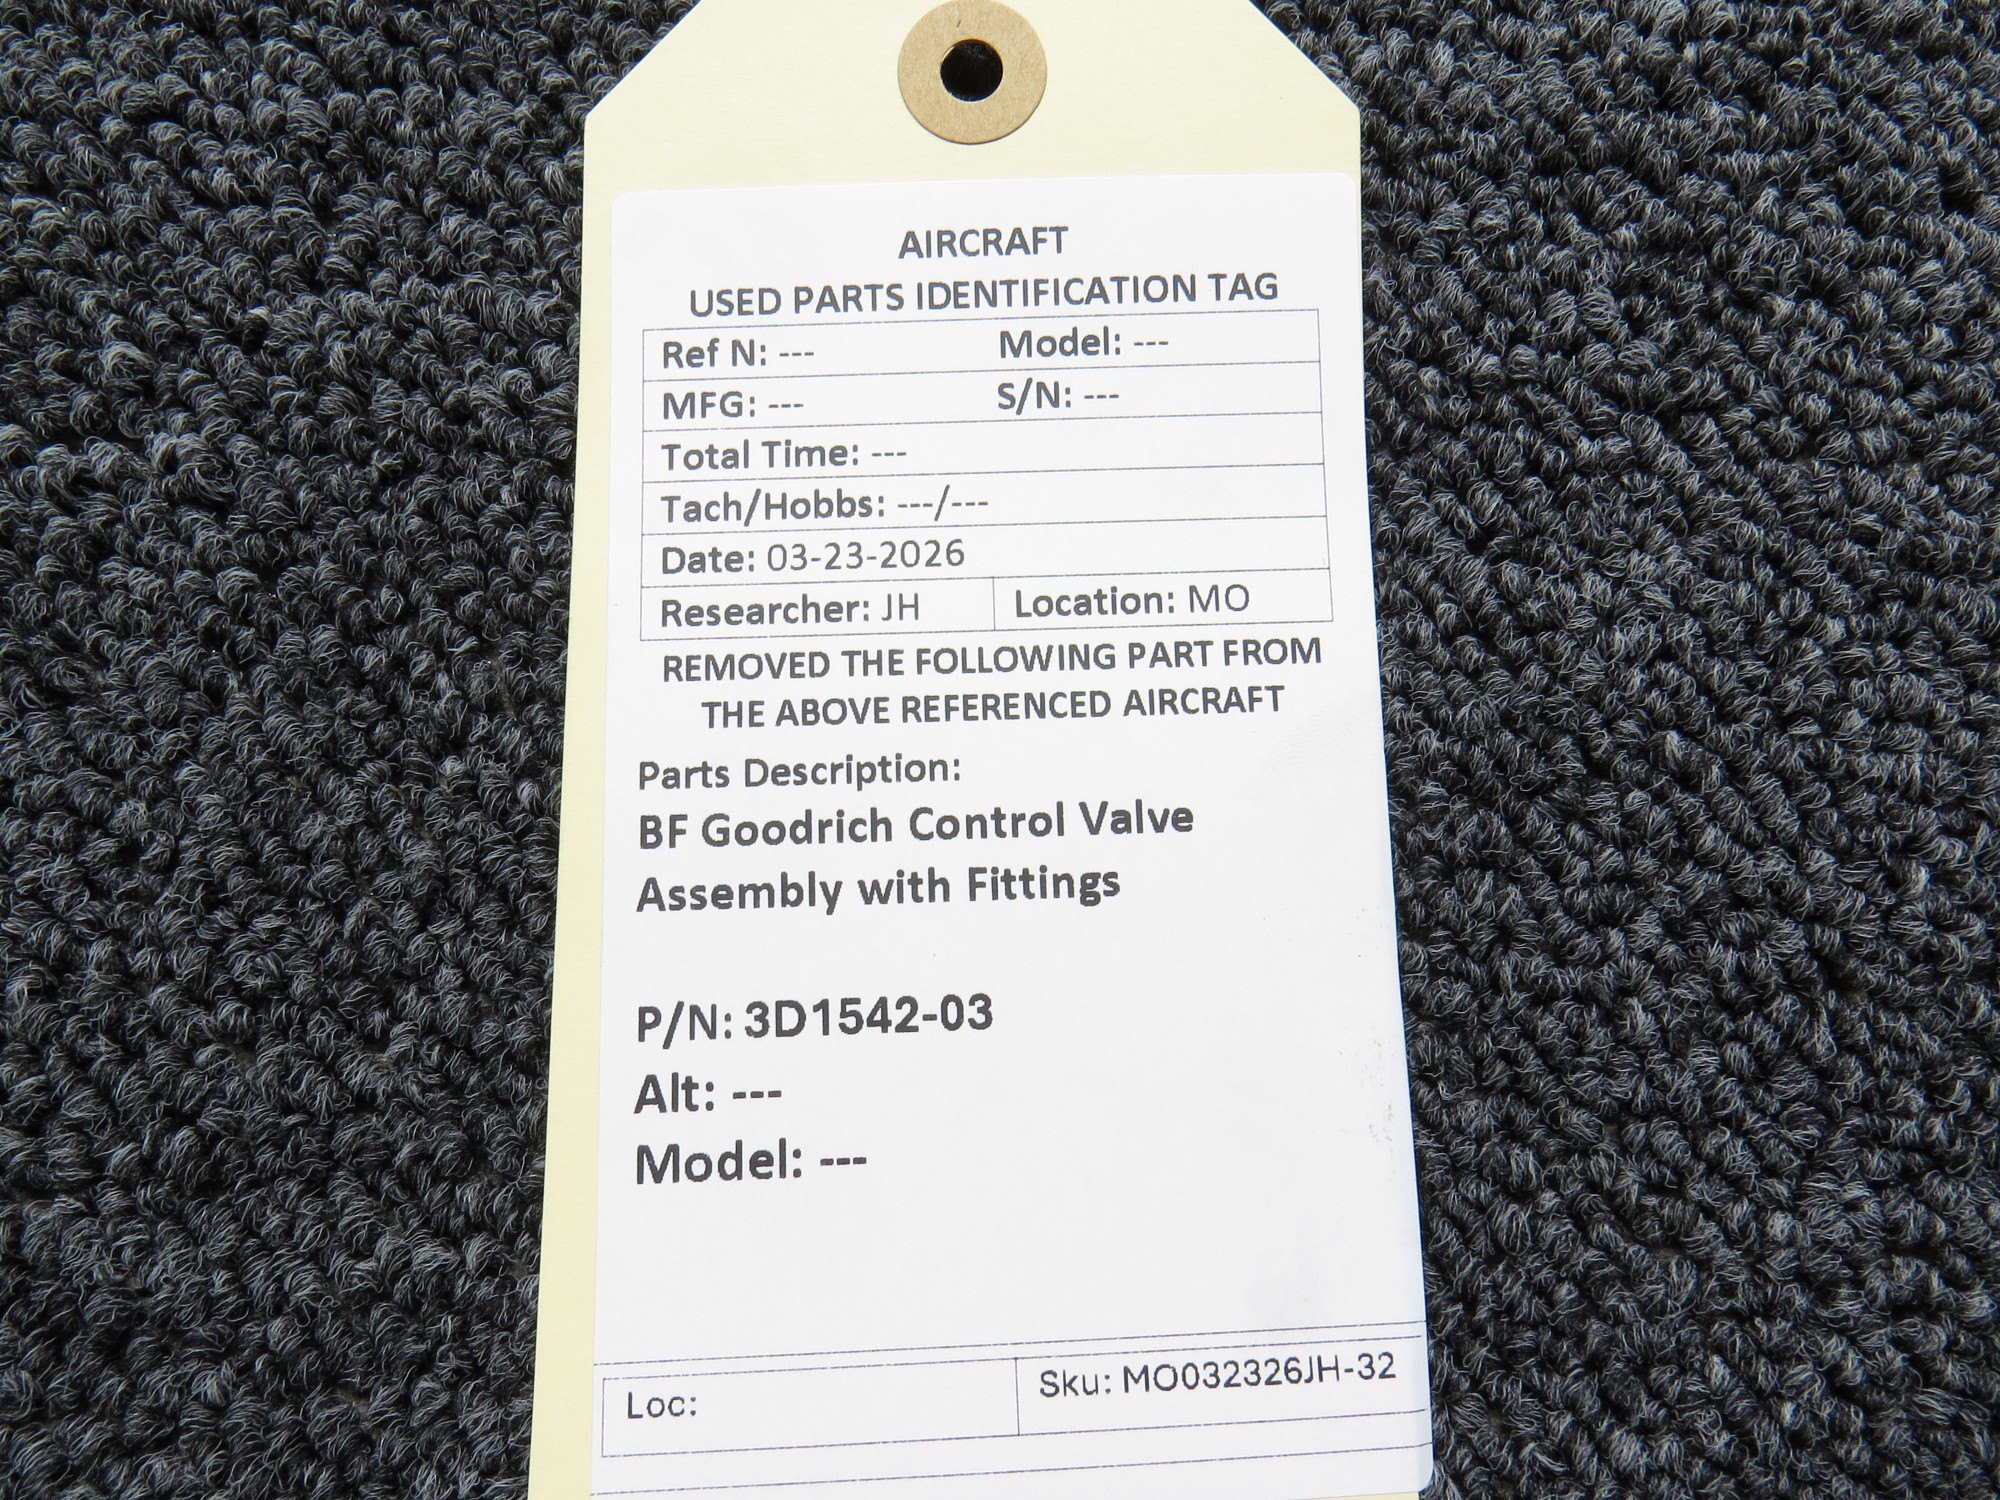 AIRCRAFT
USED PARTS IDENTIFICATION TAG
Ref N: --- Model: ---
MFG: --- S/N: ---
Total Time: ---
Tach/Hobbs: ---/---
Date: 03-23-2026
Researcher: JH Location: MO
REMOVED THE FOLLOWING PART FROM
THE ABOVE REFERENCED AIRCRAFT
Parts Description:
BF Goodrich Control Valve
Assembly with Fittings
P/N: 3D1542-03
Alt: ---
Model: ---
Loc: Sku: MO032326JH-32